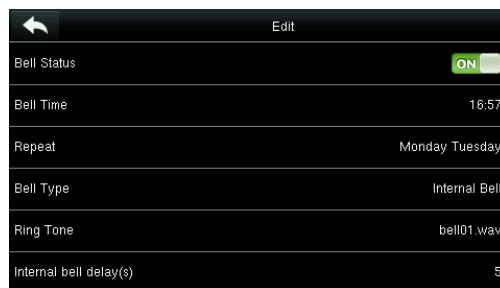 Edit
Bell Status ON
Bell Time 16:57
Repeat Monday Tuesday
Bell Type Internal Bell
Ring Tone bell01.wav
Internal bell delay(s) 5